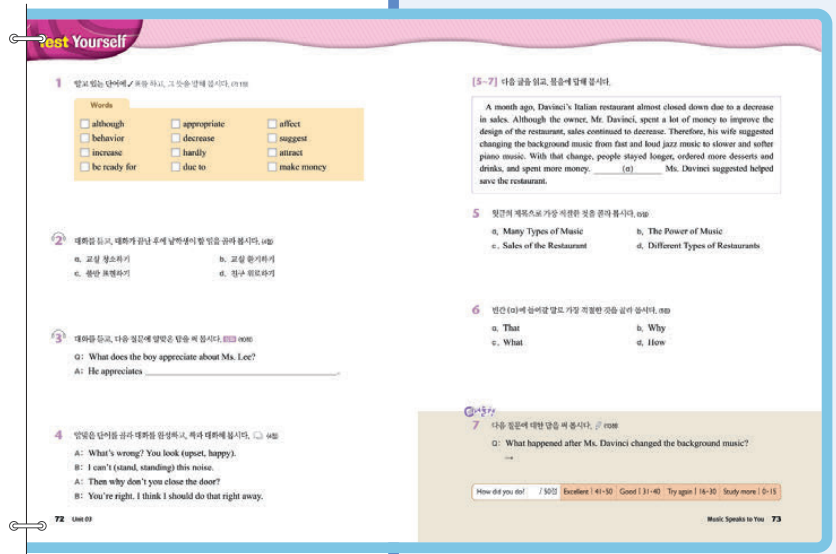 Test Yourself
1 알고 있는 단어에 ✓ 표를 하고, 그 뜻을 말해 봅시다.
Words
although appropriate affect
behavior decrease suggest
increase hardly attract
be ready for due to make money
2 대화를 듣고, 대화가 끝난 후에 남학생이 할 일을 골라 봅시다. (4점)
a. 교실 청소하기 b. 교실 환기하기
c. 불만 표현하기 d. 친구 위로하기
3 대화를 듣고, 다음 질문에 알맞은 답을 써 봅시다. (10점)
Q: What does the boy appreciate about Ms. Lee?
A: He appreciates
4 알맞은 단어를 골라 대화를 완성하고, 짝과 대화해 봅시다. (4점)
A: What's wrong? You look (upset, happy).
B: I can't (stand, standing) this noise.
A: Then why don't you close the door?
B: You're right. I think I should do that right away.
72 Unit 03
[5~7] 다음 글을 읽고, 물음에 답해 봅시다.
A month ago, Davinci's Italian restaurant almost closed down due to a decrease
in sales. Although the owner, Mr. Davinci, spent a lot of money to improve the
design of the restaurant, sales continued to decrease. Therefore, his wife suggested
changing the background music from fast and loud jazz music to slower and softer
piano music. With that change, people stayed longer, ordered more desserts and
drinks, and spent more money. (α) Ms. Davinci suggested helped
save the restaurant.
5 윗글의 제목으로 가장 적절한 것을 골라 봅시다.
a. Many Types of Music b. The Power of Music
c. Sales of the Restaurant d. Different Types of Restaurants
6 빈칸 (α)에 들어갈 말로 가장 적절한 것을 골라 봅시다.
a. That b. Why
c. What d. How
7 다음 질문에 대한 답을 써 봅시다. (10점)
Q: What happened after Ms. Davinci changed the background music?
→
How did you do? / 50점 Excellent | 41-50 Good | 31-40 Try again | 16-30 Study more | 0-15
Music Speaks to You 73